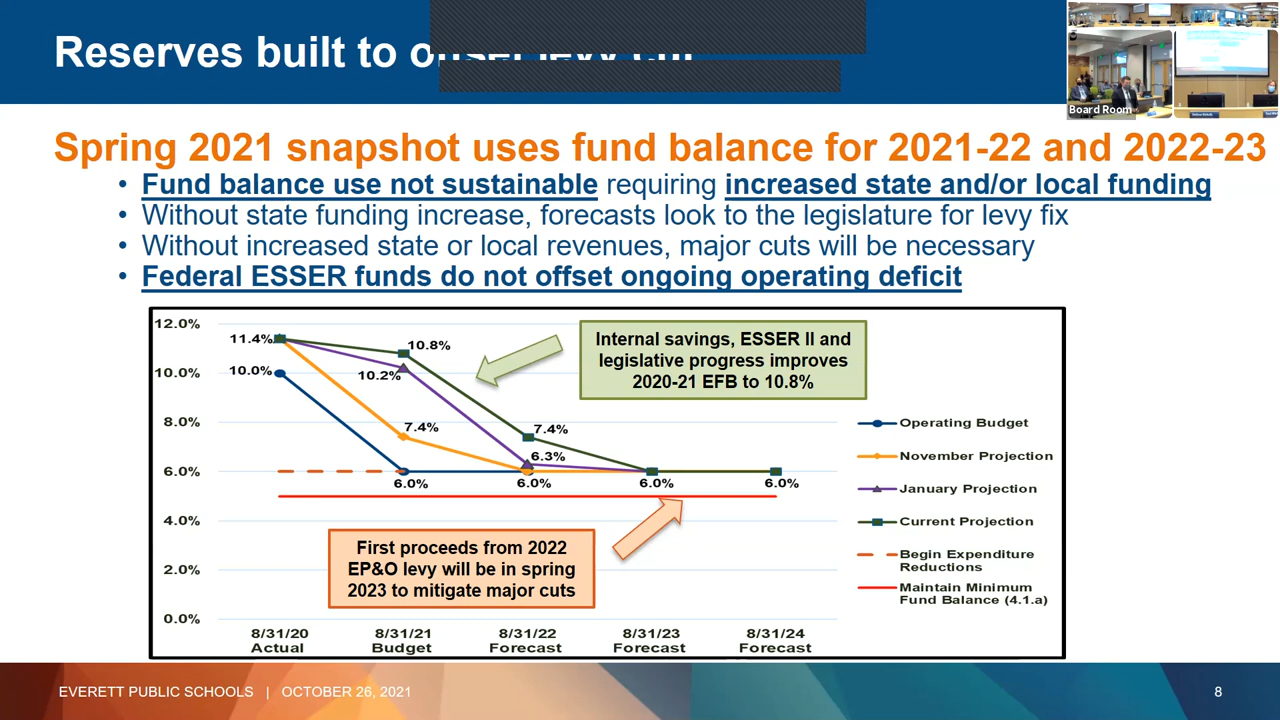 Reserves built to
Board Room
Spring 2021 snapshot uses fund balance for 2021-22 and 2022-23
• Fund balance use not sustainable requiring increased state and/or local funding
• Without state funding increase, forecasts look to the legislature for levy fix
• Without increased state or local revenues, major cuts will be necessary
• Federal ESSER funds do not offset ongoing operating deficit
12.0%
10.0%
8.0%
6.0%
4.0%
2.0%
0.0%
11.4%
10.0%
10.8%
10.2%
7.4%
6.0%
7.4%
6.3%
6.0%
6.0%
6.0%
Internal savings, ESSER II and
legislative progress improves
2020-21 EFB to 10.8%
First proceeds from 2022
EP&O levy will be in spring
2023 to mitigate major cuts
Operating Budget
November Projection
January Projection
Current Projection
Begin Expenditure
Reductions
Maintain Minimum
Fund Balance (4.1.a)
8/31/20
Actual
8/31/21
Budget
8/31/22
Forecast
8/31/23
Forecast
8/31/24
Forecast
EVERETT PUBLIC SCHOOLS | OCTOBER 26, 2021
8